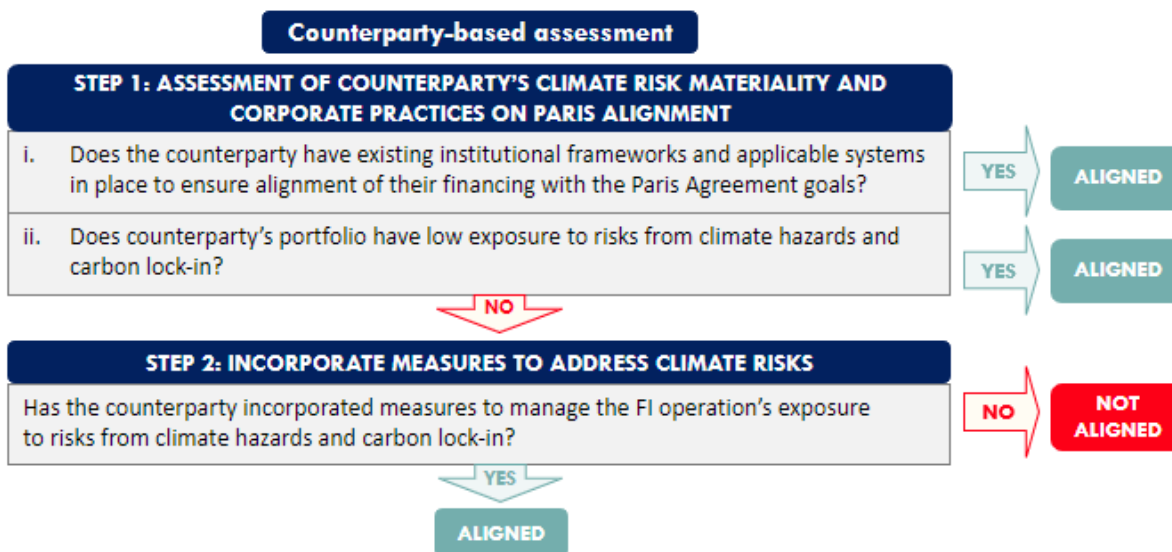 Counterparty-based assessment
STEP 1: ASSESSMENT OF COUNTERPARTY'S CLIMATE RISK MATERIALITY AND
CORPORATE PRACTICES ON PARIS ALIGNMENT
i. Does the counterparty have existing institutional frameworks and applicable systems
in place to ensure alignment of their financing with the Paris Agreement goals?
YES
ALIGNED
ii. Does counterparty's portfolio have low exposure to risks from climate hazards and
carbon lock-in?
YES
ALIGNED
NO
STEP 2: INCORPORATE MEASURES TO ADDRESS CLIMATE RISKS
Has the counterparty incorporated measures to manage the FI operation's exposure
to risks from climate hazards and carbon lock-in?
NO
NOT
ALIGNED
YES
ALIGNED